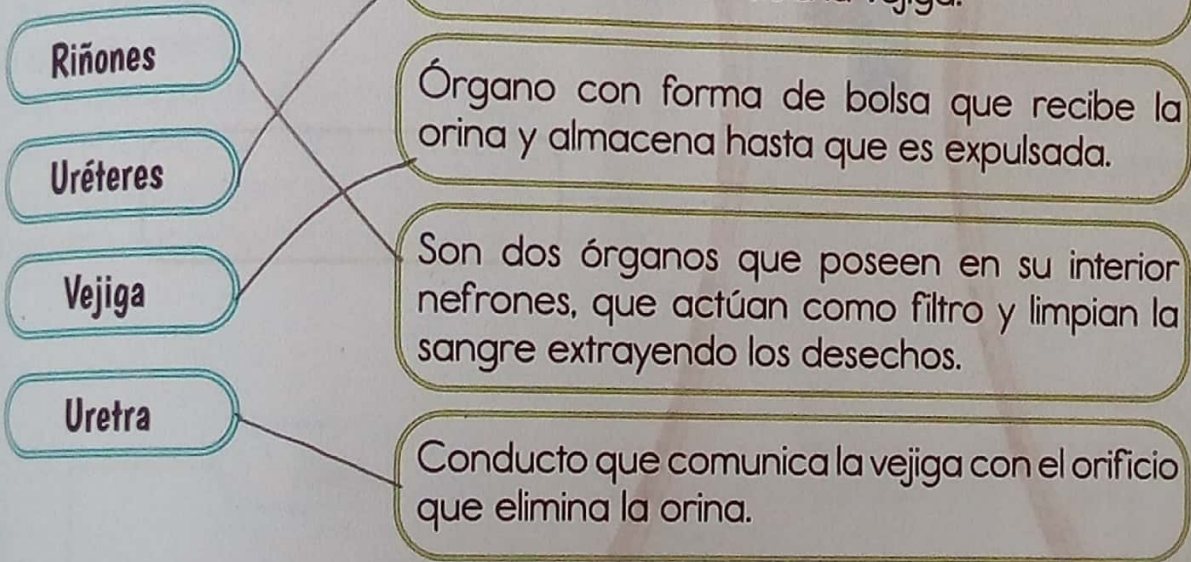 Riñones
Uréteres
Vejiga
Uretra
Órgano con forma de bolsa que recibe la
orina y almacena hasta que es expulsada.
Son dos órganos que poseen en su interior
nefrones, que actúan como filtro y limpian la
sangre extrayendo los desechos.
Conducto que comunica la vejiga con el orificio
que elimina la orina.